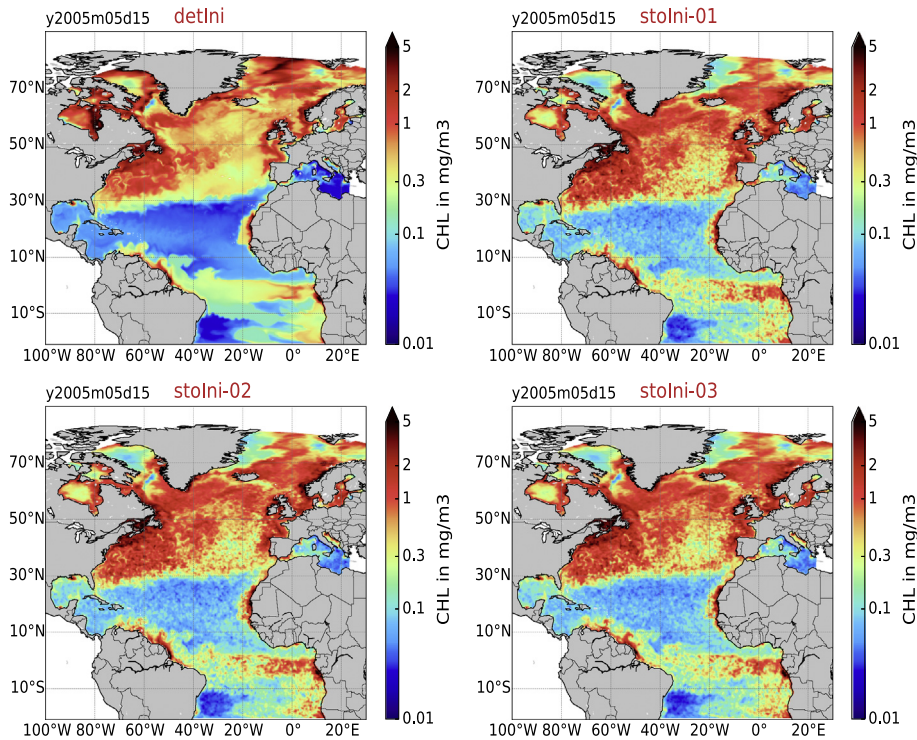 y2005m05d15 detIni
70°N
50°N
30°N
10°N
10°S
100°W 80°W 60°W 40°W 20°W 0° 20°E
5
2
1
0.3
0.1
0.01
CHL in mg/m3
y2005m05d15 stoIni-01
70°N
50°N
30°N
10°N
10°S
100°W 80°W 60°W 40°W 20°W 0° 20°E
5
2
1
0.3
0.1
0.01
CHL in mg/m3
y2005m05d15 stoIni-02
70°N
50°N
30°N
10°N
10°S
100°W 80°W 60°W 40°W 20°W 0° 20°E
5
2
1
0.3
0.1
0.01
CHL in mg/m3
y2005m05d15 stoIni-03
70°N
50°N
30°N
10°N
10°S
100°W 80°W 60°W 40°W 20°W 0° 20°E
5
2
1
0.3
0.1
0.01
CHL in mg/m3